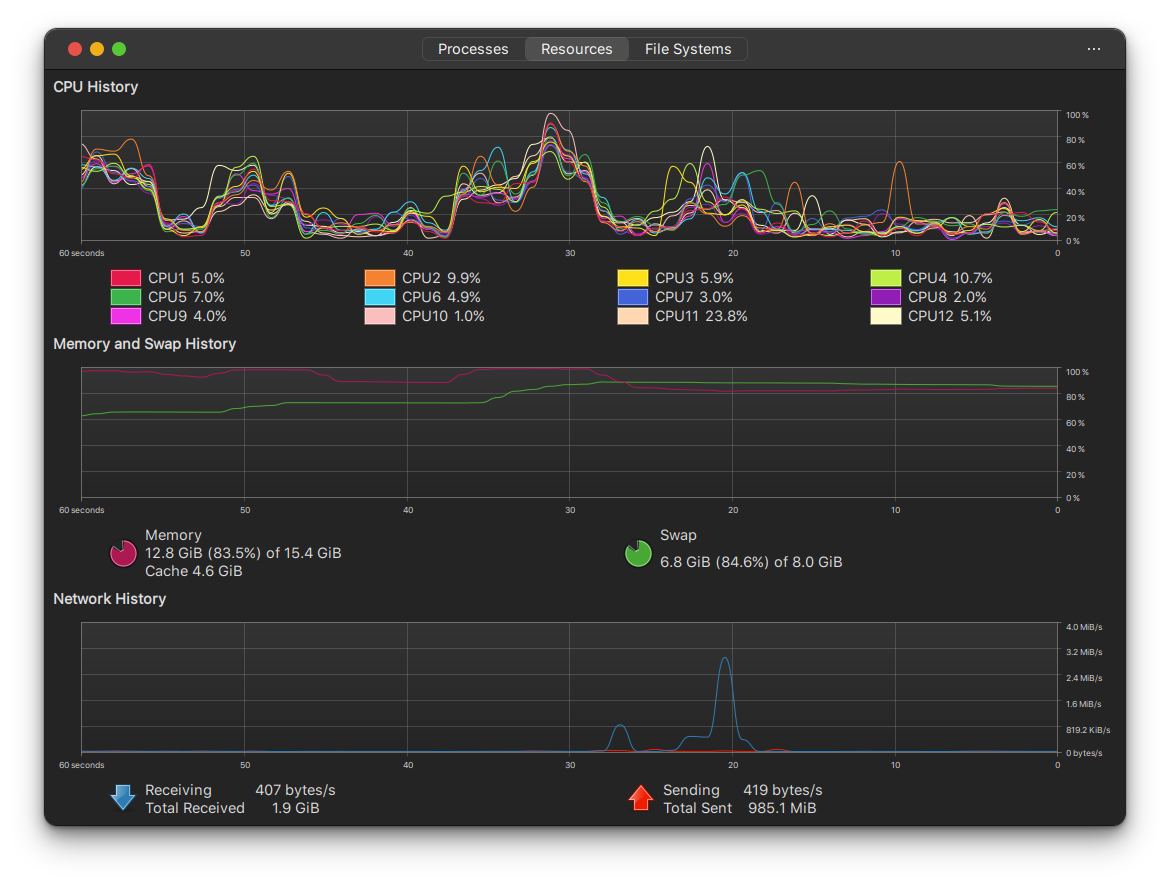 Processes Resources File Systems
CPU History
100 %
80 %
60 %
40 %
20 %
0 %
60 seconds 50 40 30 20 10 0
CPU1 5.0% CPU2 9.9% CPU3 5.9% CPU4 10.7%
CPU5 7.0% CPU6 4.9% CPU7 3.0% CPU8 2.0%
CPU9 4.0% CPU10 1.0% CPU11 23.8% CPU12 5.1%
Memory and Swap History
100 %
80 %
60 %
40 %
20 %
0 %
60 seconds 50 40 30 20 10 0
Memory
12.8 GiB (83.5%) of 15.4 GiB
Cache 4.6 GiB
Swap
6.8 GiB (84.6%) of 8.0 GiB
Network History
4.0 MiB/s
3.2 MiB/s
2.4 MiB/s
1.6 MiB/s
819.2 KiB/s
0 bytes/s
60 seconds 50 40 30 20 10 0
Receiving 407 bytes/s
Total Received 1.9 GiB
Sending 419 bytes/s
Total Sent 985.1 MiB